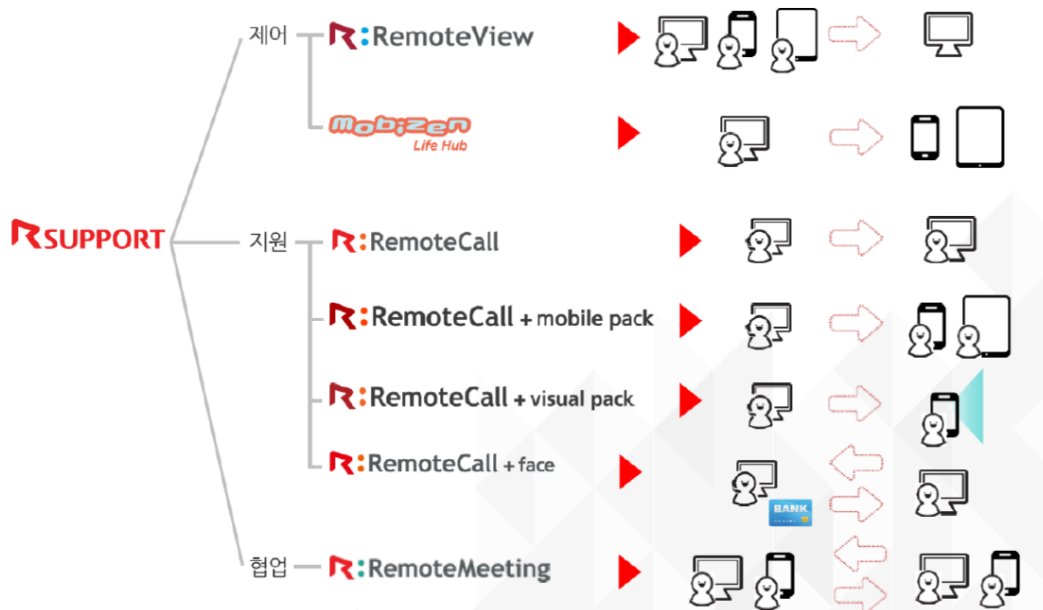 제어
R:RemoteView
mobizen
Life Hub
RSUPPORT
지원
R:RemoteCall
R:RemoteCall + mobile pack
R:RemoteCall + visual pack
R:RemoteCall + face
BANK
협업
R:RemoteMeeting